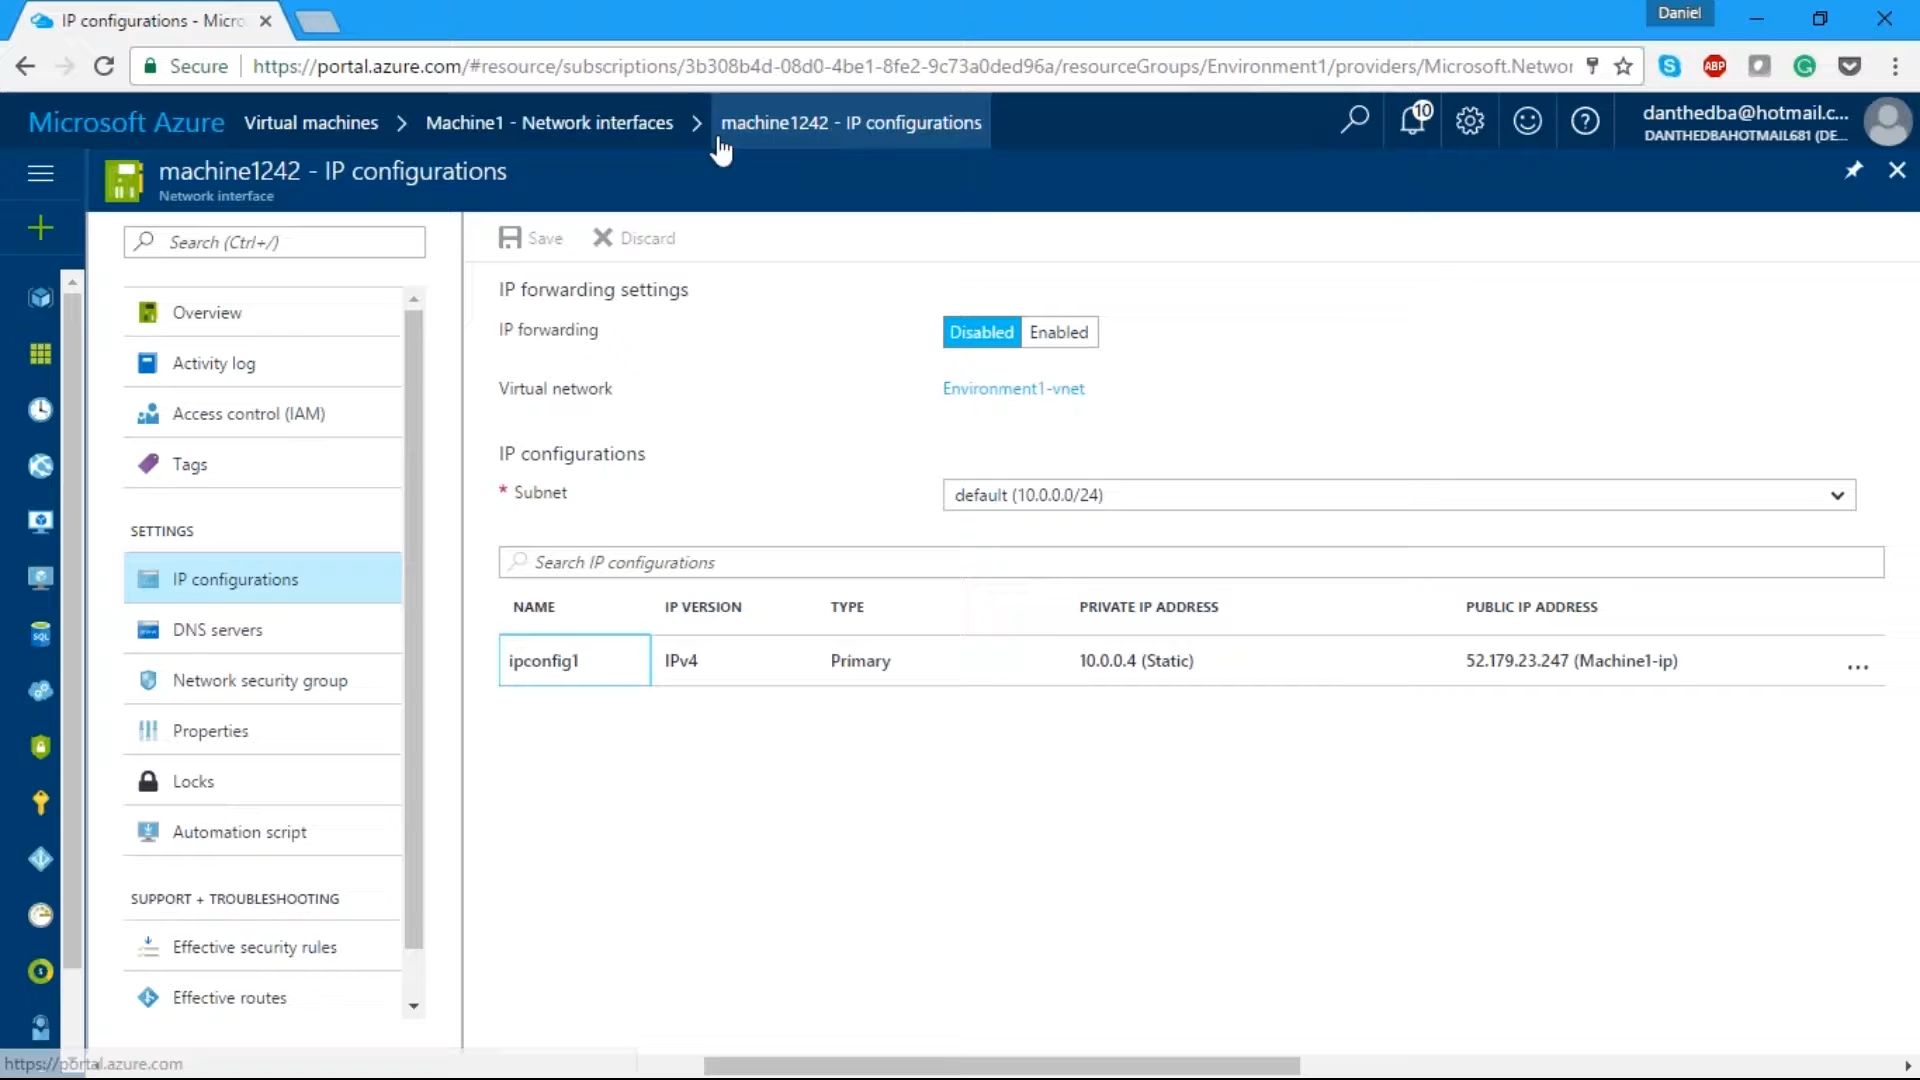 IP configurations - Micro
Daniel
Secure
https://portal.azure.com/#resource/subscriptions/3b308b4d-08d0-4be1-8fe2-9c73a0ded96a/resourceGroups/Environment1/providers/Microsoft.Networ
ABP
Microsoft Azure Virtual machines > Machine1 - Network interfaces > machine1242 - IP configurations
10
danthedba@hotmail.c...
DANTHEDBAHOTMAIL681 (DE...
machine1242 - IP configurations
Network interface
Search (Ctrl+/)
Save
Discard
Overview
Activity log
Access control (IAM)
Tags
SETTINGS
IP configurations
DNS servers
Network security group
Properties
Locks
Automation script
SUPPORT + TROUBLESHOOTING
Effective security rules
Effective routes
IP forwarding settings
IP forwarding
Disabled Enabled
Virtual network
Environment1-vnet
IP configurations
* Subnet
default (10.0.0.0/24)
Search IP configurations
NAME IP VERSION TYPE PRIVATE IP ADDRESS PUBLIC IP ADDRESS
ipconfig1 IPv4 Primary 10.0.0.4 (Static) 52.179.23.247 (Machine1-ip) ...
SQL
https://portal.azure.com